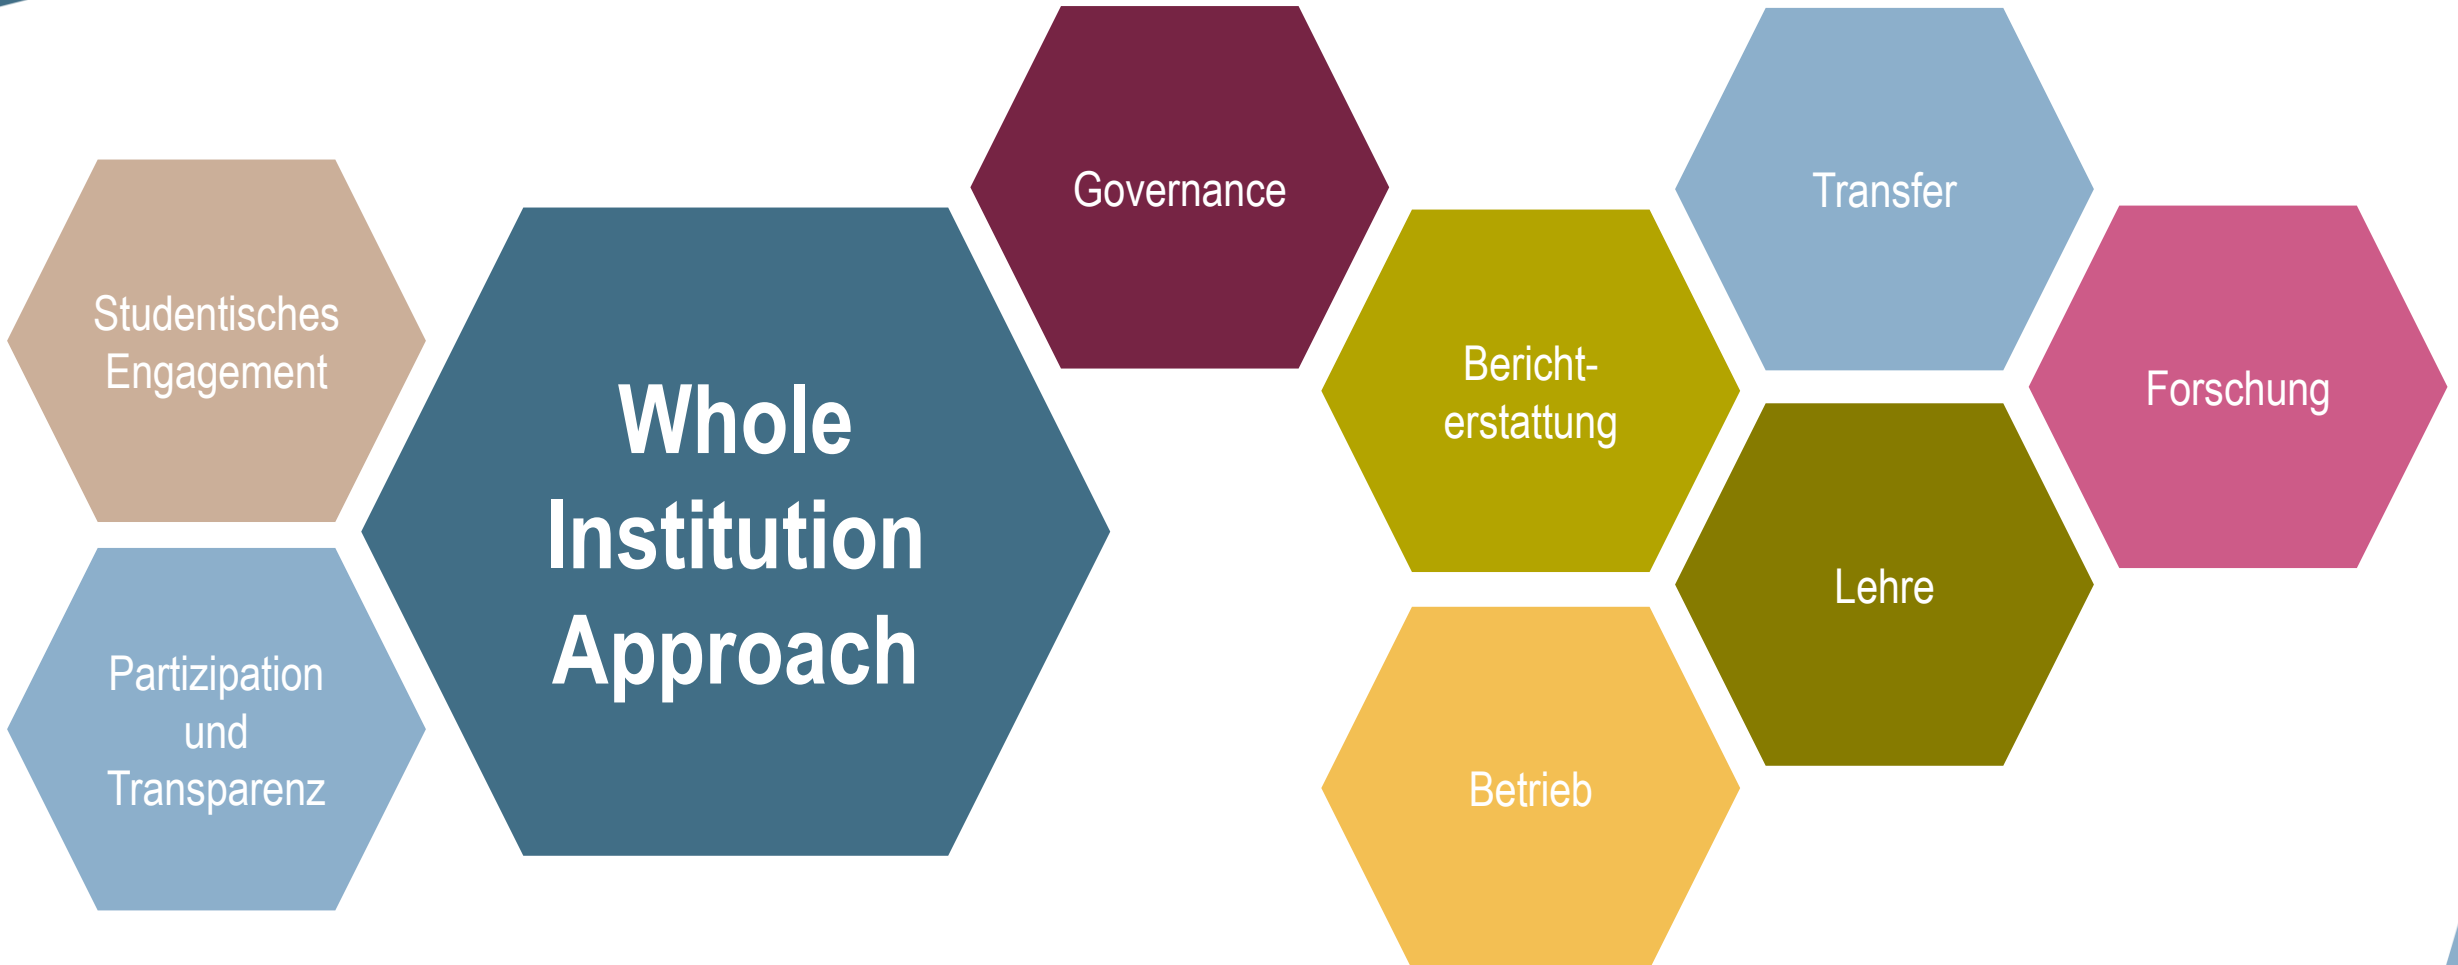 Studentisches
Engagement
Partizipation
und
Transparenz
Whole
Institution
Approach
Governance
Bericht-
erstattung
Betrieb
Transfer
Lehre
Forschung